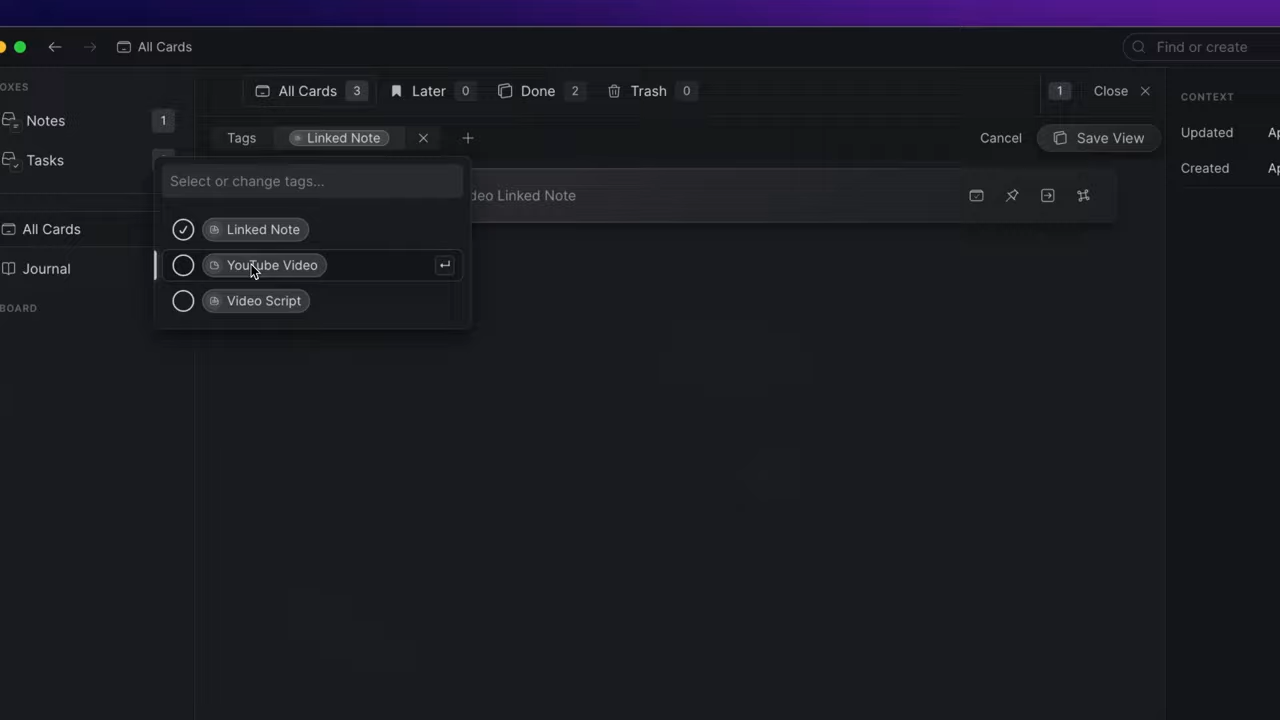 All Cards
Find or create
OXES
Notes 1
Tasks
All Cards
Journal
BOARD
All Cards 3 Later 0 Done 2 Trash 0
1 Close
Tags Linked Note
Cancel Save View
Select or change tags...
deo Linked Note
Linked Note
YouTube Video
Video Script
CONTEXT
Updated Ap
Created Ap